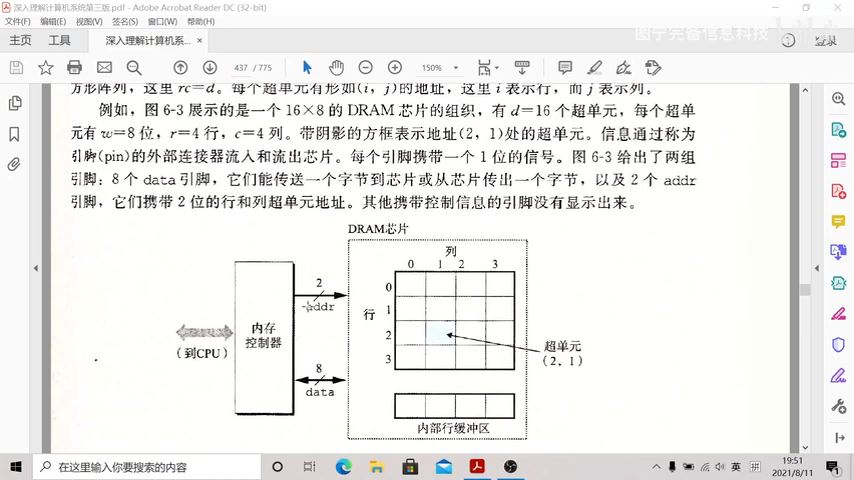 深入理解计算机系统第三版.pdf - Adobe Acrobat Reader DC (32-bit)
文件(F) 编辑(E) 视图(V) 签名(S) 窗口(W) 帮助(H)
图宁完备信息科技
主页 工具 深入理解计算机系... × 登录
437 / 775 150%
方形阵列，这里 rc=d。每个超单元有形如(i, j)的地址，这里 i 表示行，而 j 表示列。
例如，图 6-3 展示的是一个 16×8 的 DRAM 芯片的组织，有 d=16 个超单元，每个超单
元有 w=8 位，r=4 行，c=4 列。带阴影的方框表示地址(2, 1)处的超单元。信息通过称为
引脚(pin)的外部连接器流入和流出芯片。每个引脚携带一个 1 位的信号。图 6-3 给出了两组
引脚：8 个 data 引脚，它们能传送一个字节到芯片或从芯片传出一个字节，以及 2 个 addr
引脚，它们携带 2 位的行和列超单元地址。其他携带控制信息的引脚没有显示出来。
DRAM芯片
列
0 1 2 3
2
addr
0
行 1
2
3
内存
控制器
(到CPU)
超单元
(2, 1)
8
data
内部行缓冲区
在这里输入你要搜索的内容
英 拼
19:51
2021/8/11